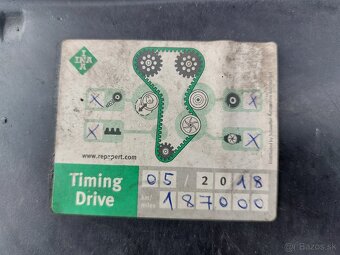 INA
X
X
X
X
www.repxpert.com
Timing
Drive
05/2018
km/
miles
187000
© Bazos.sk